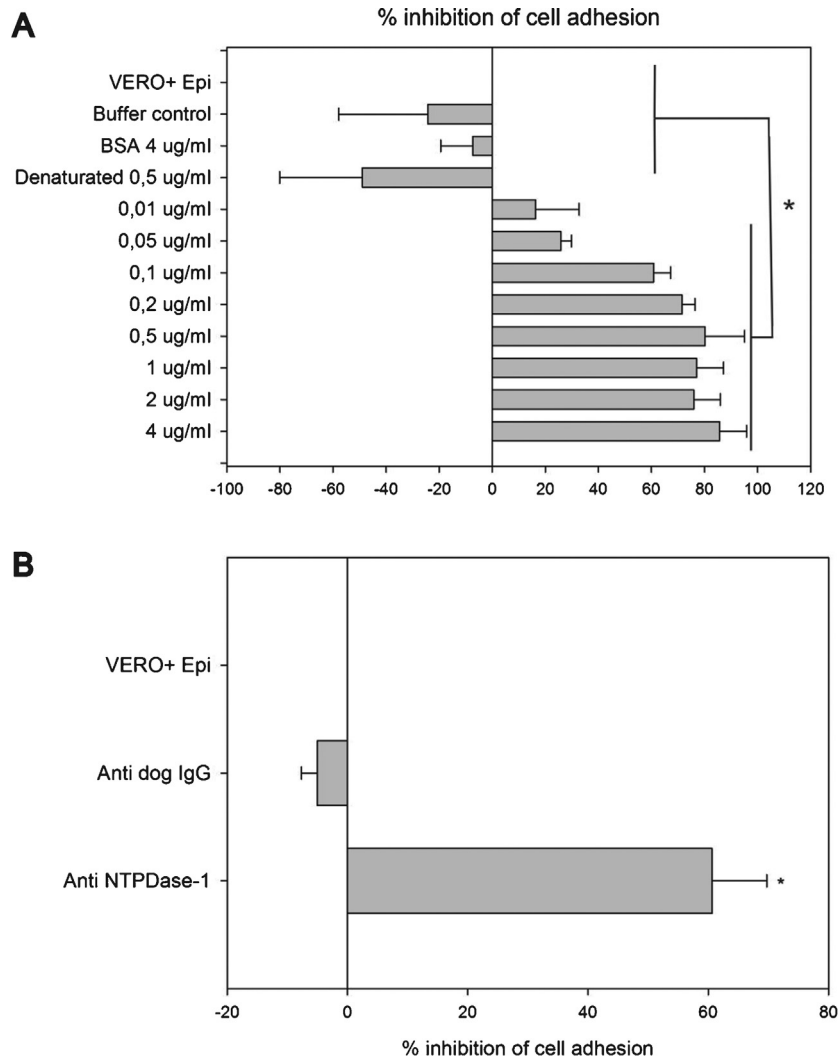 A
% inhibition of cell adhesion
VERO+ Epi
Buffer control
BSA 4 ug/ml
Denaturated 0,5 ug/ml
0,01 ug/ml
0,05 ug/ml
0,1 ug/ml
0,2 ug/ml
0,5 ug/ml
1 ug/ml
2 ug/ml
4 ug/ml
*
-100 -80 -60 -40 -20 0 20 40 60 80 100 120
B
VERO+ Epi
Anti dog IgG
Anti NTPDase-1
*
-20 0 20 40 60 80
% inhibition of cell adhesion